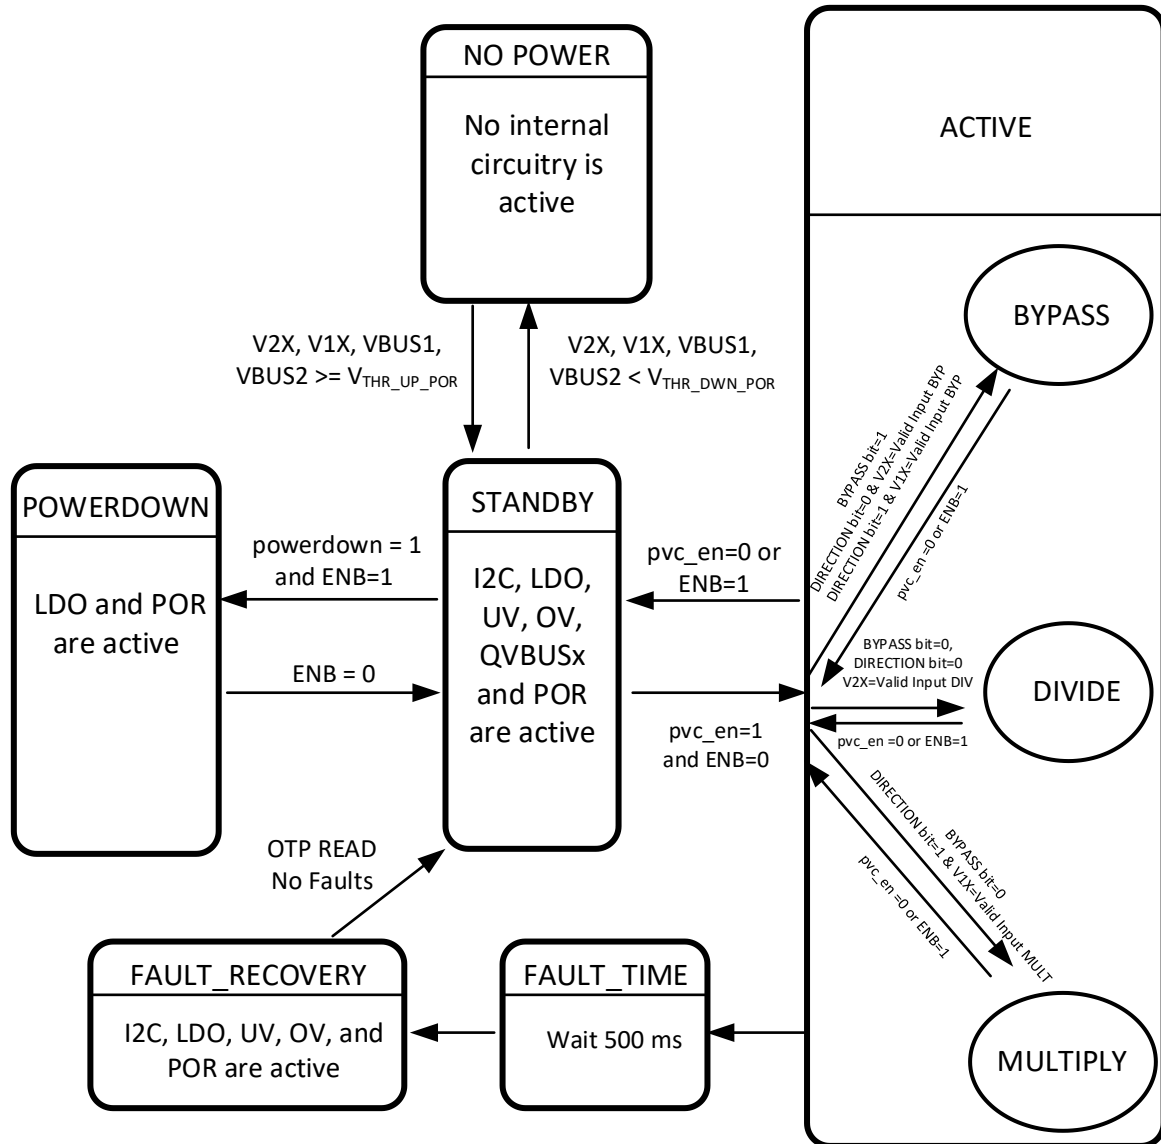 NO POWER
No internal
circuitry is
active
ACTIVE
BYPASS
V2X, V1X, VBUS1,
VBUS2 >= VTHR_UP_POR
V2X, V1X, VBUS1,
VBUS2 < VTHR_DWN_POR
BYPASS bit=1
DIRECTION bit=0 & V2X=Valid Input BYP
DIRECTION bit=1 & V1X=Valid Input BYP
pvc_en =0 or ENB=1
POWERDOWN
LDO and POR
are active
powerdown = 1
and ENB=1
ENB = 0
STANDBY
I2C, LDO,
UV, OV,
QVBUSx
and POR
are active
pvc_en=0 or
ENB=1
pvc_en=1
and ENB=0
BYPASS bit=0,
DIRECTION bit=0
V2X=Valid Input DIV
pvc_en =0 or ENB=1
DIVIDE
BYPASS bit=0
DIRECTION bit=1 & V1X=Valid Input MULT
pvc_en =0 or ENB=1
MULTIPLY
OTP READ
No Faults
FAULT_RECOVERY
I2C, LDO, UV, OV, and
POR are active
FAULT_TIME
Wait 500 ms